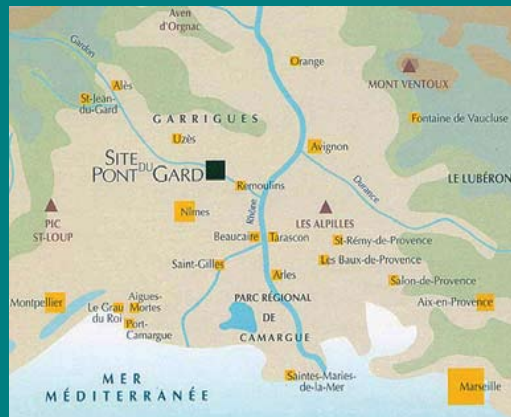 Aven
d'Orgnac
Gardon
Orange
MONT VENTOUX
Alès
St-Jean-
du-Gard
GARRIGUES
Fontaine de Vaucluse
Uzès
Avignon
SITE
PONT DU GARD
Remoulins
Durance
LE LUBÉRON
Nîmes
Rhône
LES ALPILLES
PIC
ST-LOUP
Beaucaire
Tarascon
St-Rémy-de-Provence
Les Baux-de-Provence
Saint-Gilles
Arles
Salon-de-Provence
Montpellier
Aigues-
Mortes
Le Grau
du Roi
PARC RÉGIONAL
DE
CAMARGUE
Aix-en-Provence
Port-
Camargue
MER
MÉDITERRANÉE
Saintes-Maries-
de-la-Mer
Marseille